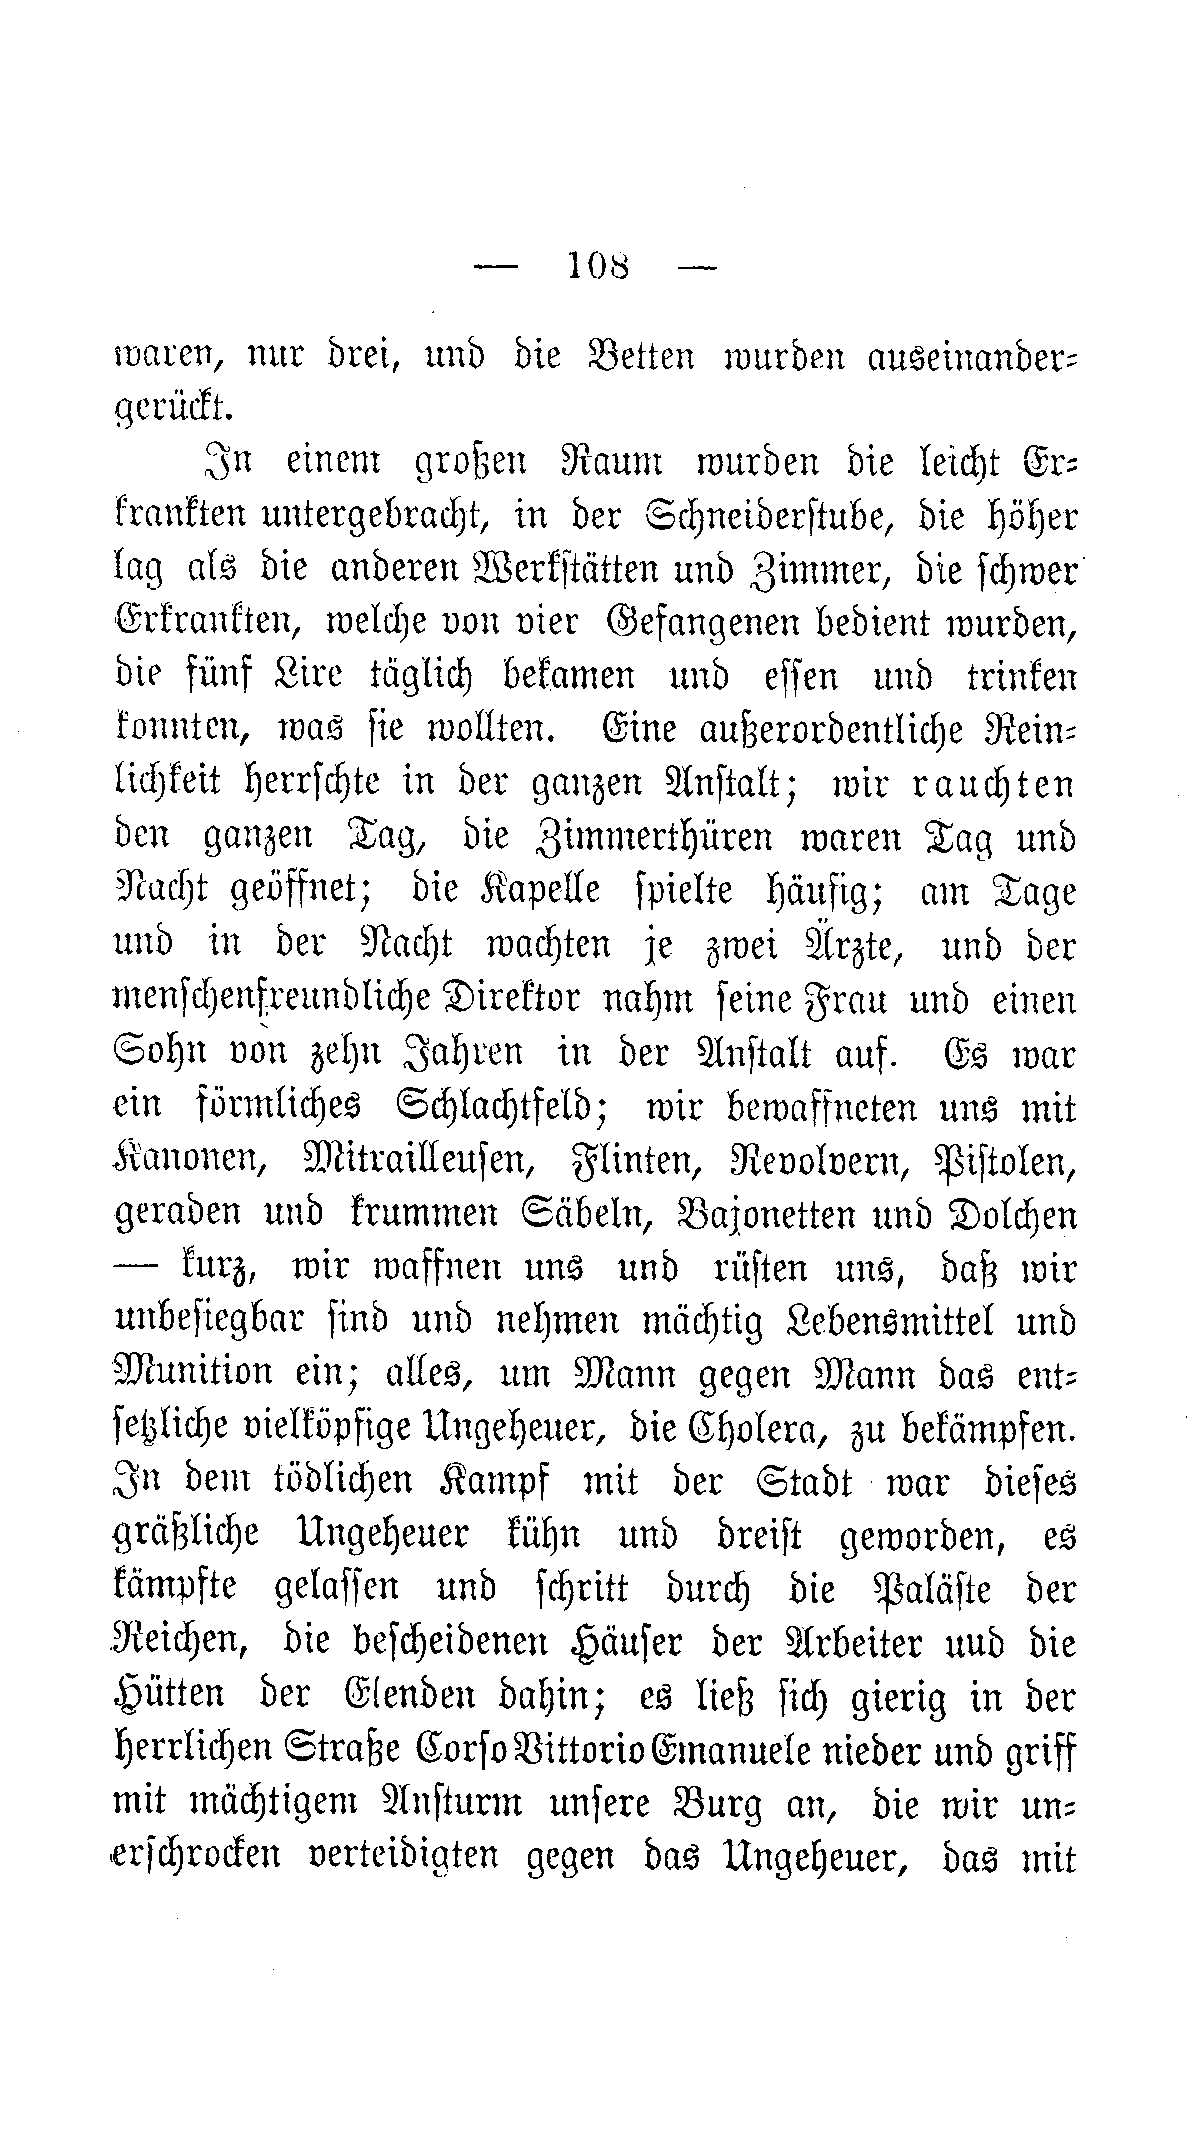 — 108 —
waren, nur drei, und die Betten wurden auseinander-
gerückt.
In einem großen Raum wurden die leicht Er-
krankten untergebracht, in der Schneiderstube, die höher
lag als die anderen Werkstätten und Zimmer, die schwer
Erkrankten, welche von vier Gefangenen bedient wurden,
die fünf Lire täglich bekamen und essen und trinken
konnten, was sie wollten. Eine außerordentliche Rein-
lichkeit herrschte in der ganzen Anstalt; wir rauchten
den ganzen Tag, die Zimmerthüren waren Tag und
Nacht geöffnet; die Kapelle spielte häufig; am Tage
und in der Nacht wachten je zwei Ärzte, und der
menschenfreundliche Direktor nahm seine Frau und einen
Sohn von zehn Jahren in der Anstalt auf. Es war
ein förmliches Schlachtfeld; wir bewaffneten uns mit
Kanonen, Mitrailleusen, Flinten, Revolvern, Pistolen,
geraden und krummen Säbeln, Bajonetten und Dolchen
— kurz, wir waffnen uns und rüsten uns, daß wir
unbesiegbar sind und nehmen mächtig Lebensmittel und
Munition ein; alles, um Mann gegen Mann das ent-
setzliche vielköpfige Ungeheuer, die Cholera, zu bekämpfen.
In dem tödlichen Kampf mit der Stadt war dieses
gräßliche Ungeheuer kühn und dreist geworden, es
kämpfte gelassen und schritt durch die Paläste der
Reichen, die bescheidenen Häuser der Arbeiter uud die
Hütten der Elenden dahin; es ließ sich gierig in der
herrlichen Straße Corso Vittorio Emanuele nieder und griff
mit mächtigem Ansturm unsere Burg an, die wir un-
erschrocken verteidigten gegen das Ungeheuer, das mit